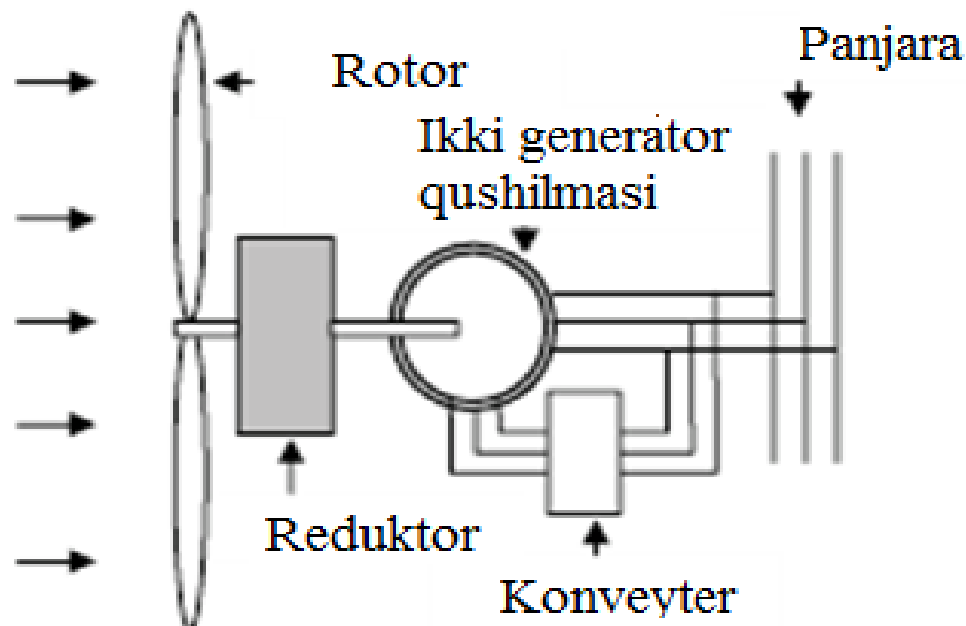 Panjara
Rotor
Ikki generator
qushilmasi
Reduktor
Konveyter